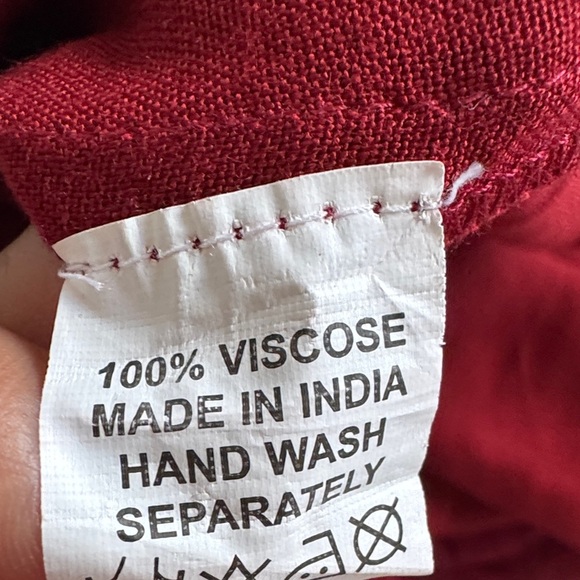 100% VISCOSE
MADE IN INDIA
HAND WASH
SEPARATELY